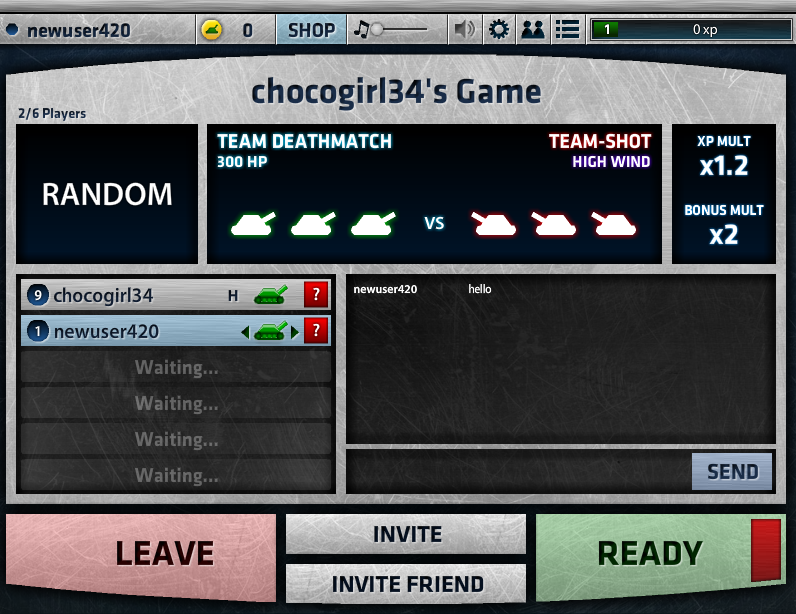 newuser420 0 SHOP 1 0 xp
chocogirl34's Game
2/6 Players
RANDOM
TEAM DEATHMATCH TEAM-SHOT
300 HP HIGH WIND
VS
XP MULT
x1.2
BONUS MULT
x2
9 chocogirl34 H ?
1 newuser420 ?
Waiting...
Waiting...
Waiting...
Waiting...
newuser420 hello
SEND
LEAVE
INVITE
INVITE FRIEND
READY